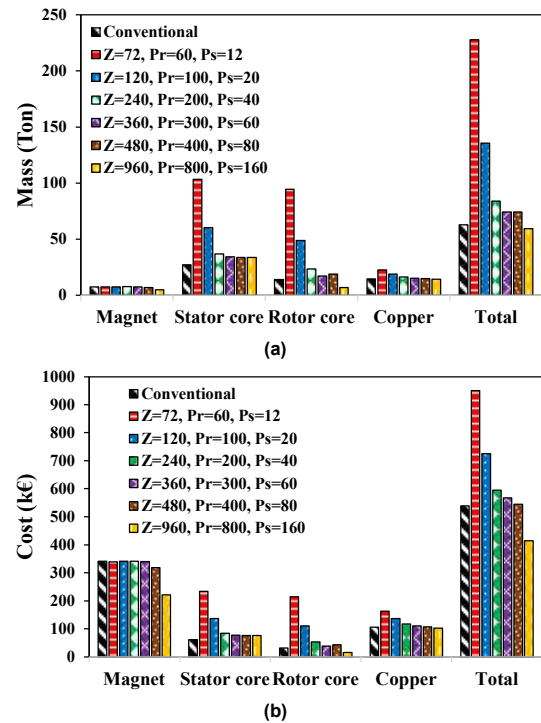 250
200
150
100
50
0
Mass (Ton)
Conventional
Z=72, Pr=60, Ps=12
Z=120, Pr=100, Ps=20
Z=240, Pr=200, Ps=40
Z=360, Pr=300, Ps=60
Z=480, Pr=400, Ps=80
Z=960, Pr=800, Ps=160
Magnet Stator core Rotor core Copper Total
(a)
1000
900
800
700
600
500
400
300
200
100
0
Cost (k€)
Conventional
Z=72, Pr=60, Ps=12
Z=120, Pr=100, Ps=20
Z=240, Pr=200, Ps=40
Z=360, Pr=300, Ps=60
Z=480, Pr=400, Ps=80
Z=960, Pr=800, Ps=160
Magnet Stator core Rotor core Copper Total
(b)